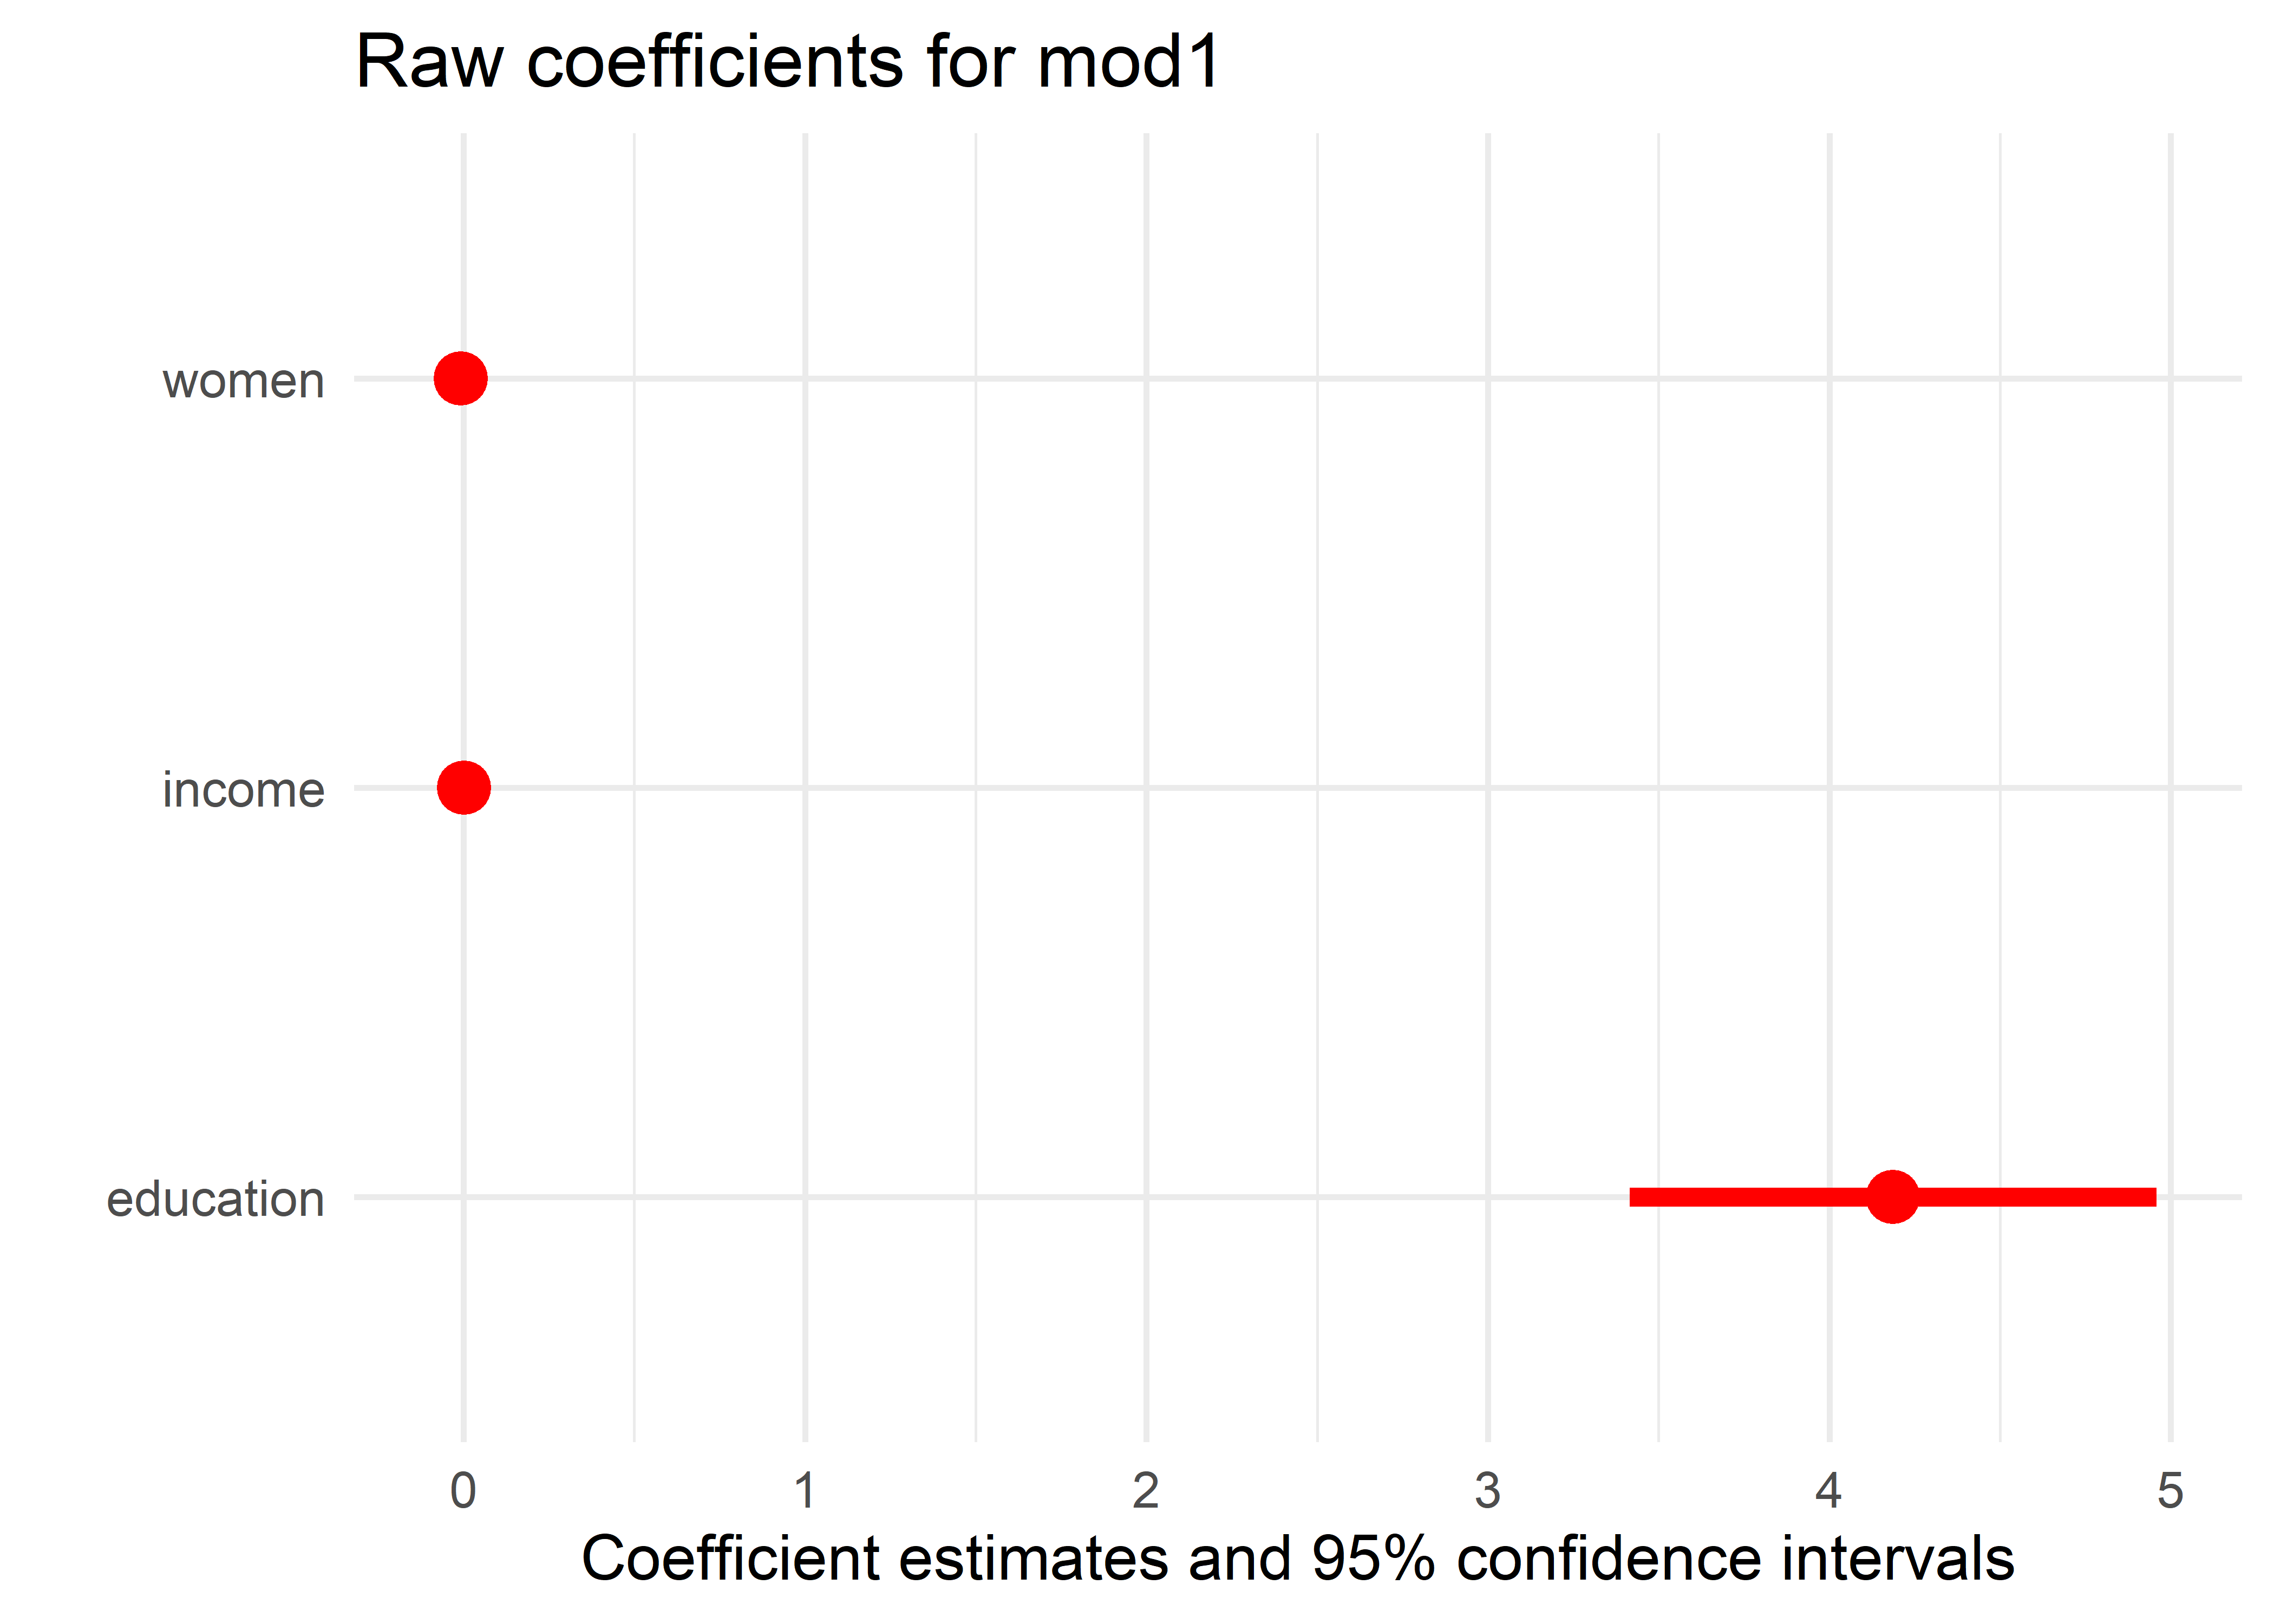 Raw coefficients for mod1
women
income
education
0 1 2 3 4 5
Coefficient estimates and 95% confidence intervals